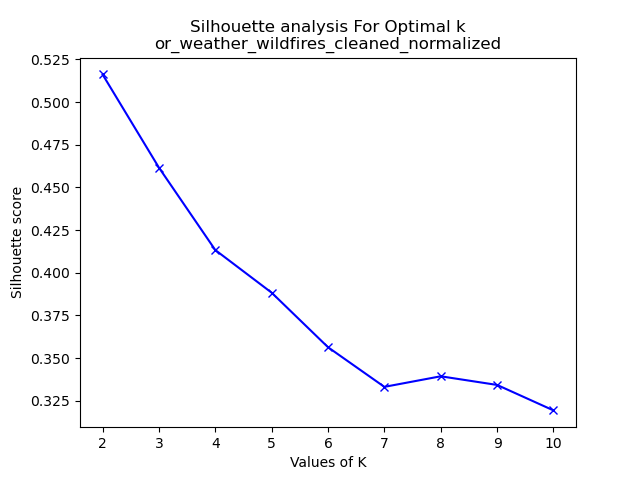 Silhouette analysis For Optimal k
or_weather_wildfires_cleaned_normalized
0.525
0.500
0.475
0.450
0.425
0.400
0.375
0.350
0.325
Silhouette score
2 3 4 5 6 7 8 9 10
Values of K